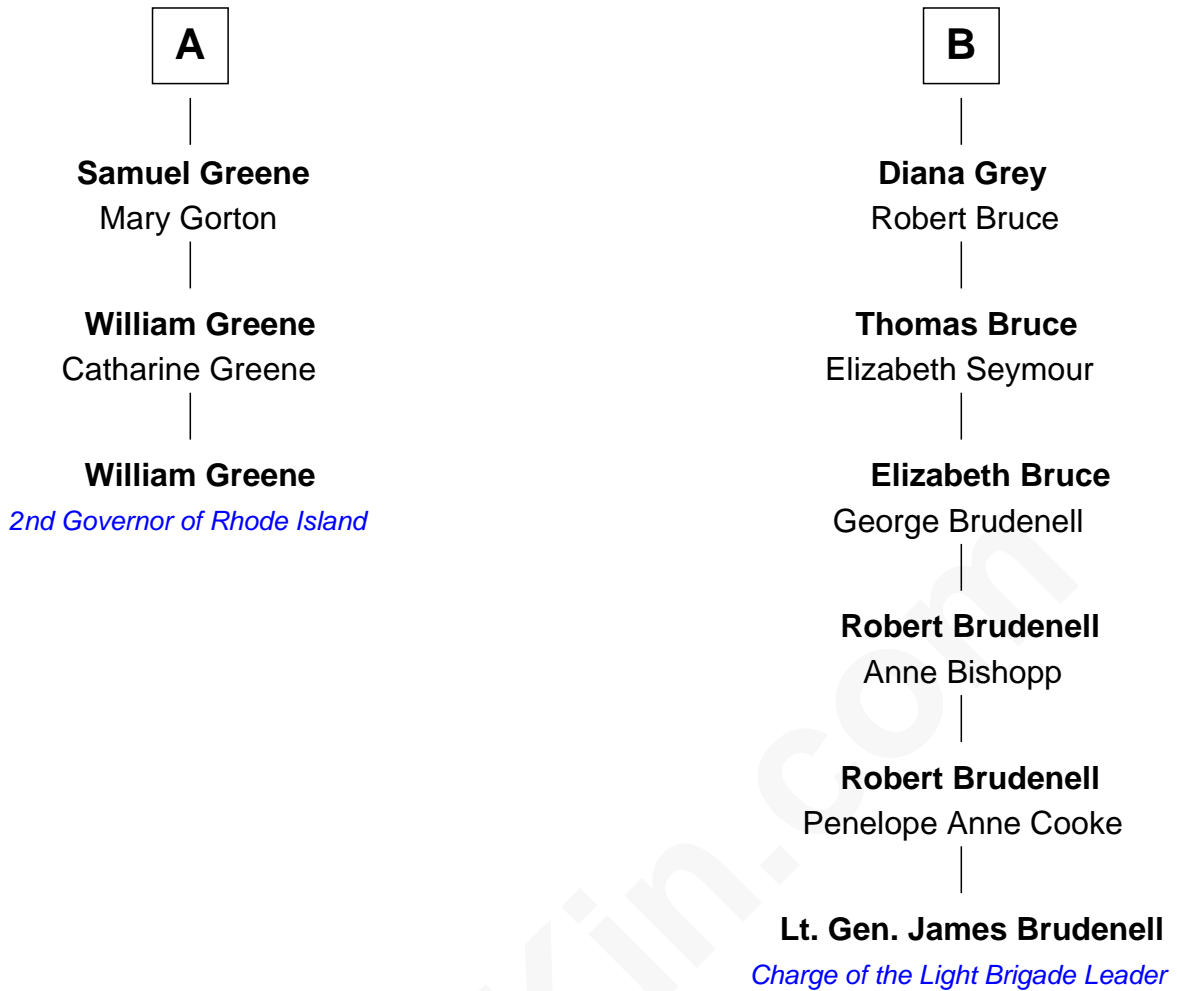 A
Samuel Greene
Mary Gorton
William Greene
Catharine Greene
William Greene
2nd Governor of Rhode Island
B
Diana Grey
Robert Bruce
Thomas Bruce
Elizabeth Seymour
Elizabeth Bruce
George Brudenell
Robert Brudenell
Anne Bishopp
Robert Brudenell
Penelope Anne Cooke
Lt. Gen. James Brudenell
Charge of the Light Brigade Leader
Kin.com